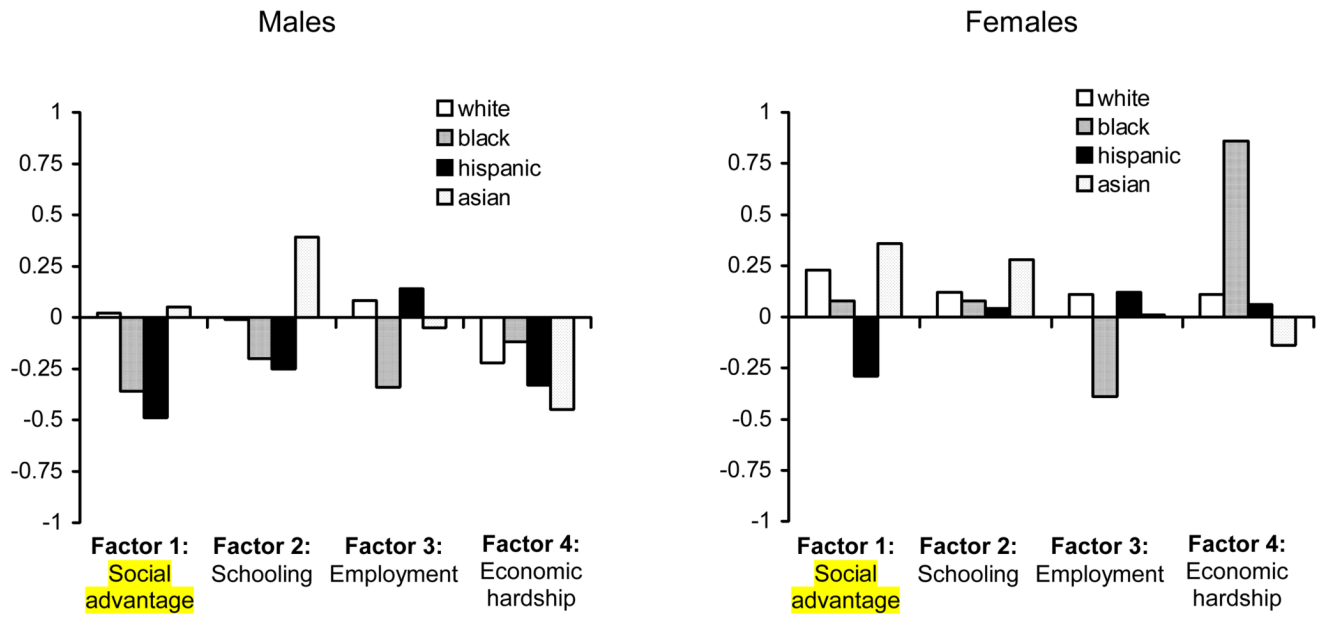 Males
1
0.75
0.5
0.25
0
-0.25
-0.5
-0.75
-1
white
black
hispanic
asian
Factor 1:
Social
advantage
Factor 2:
Schooling
Factor 3:
Employment
Factor 4:
Economic
hardship
Females
1
0.75
0.5
0.25
0
-0.25
-0.5
-0.75
-1
white
black
hispanic
asian
Factor 1:
Social
advantage
Factor 2:
Schooling
Factor 3:
Employment
Factor 4:
Economic
hardship